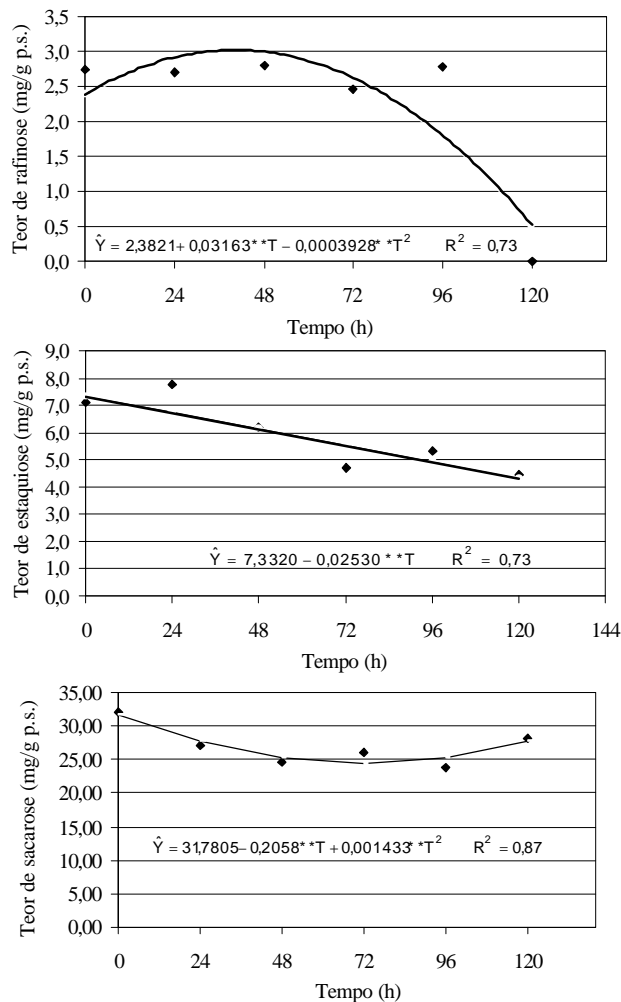 Teor de rafinose (mg/g p.s.)
3,5
3,0
2,5
2,0
1,5
1,0
0,5
0,0
Ŷ = 2,3821+ 0,03163**T – 0,0003928**T² R² = 0,73
0 24 48 72 96 120
Tempo (h)
Teor de estaquiose (mg/g p.s.)
9,0
8,0
7,0
6,0
5,0
4,0
3,0
2,0
1,0
0,0
Ŷ = 7,3320 – 0,02530 **T R² = 0,73
0 24 48 72 96 120 144
Tempo (h)
Teor de sacarose (mg/g p.s.)
35,00
30,00
25,00
20,00
15,00
10,00
5,00
0,00
Ŷ = 31,7805– 0,2058**T + 0,001433**T² R² = 0,87
0 24 48 72 96 120
Tempo (h)